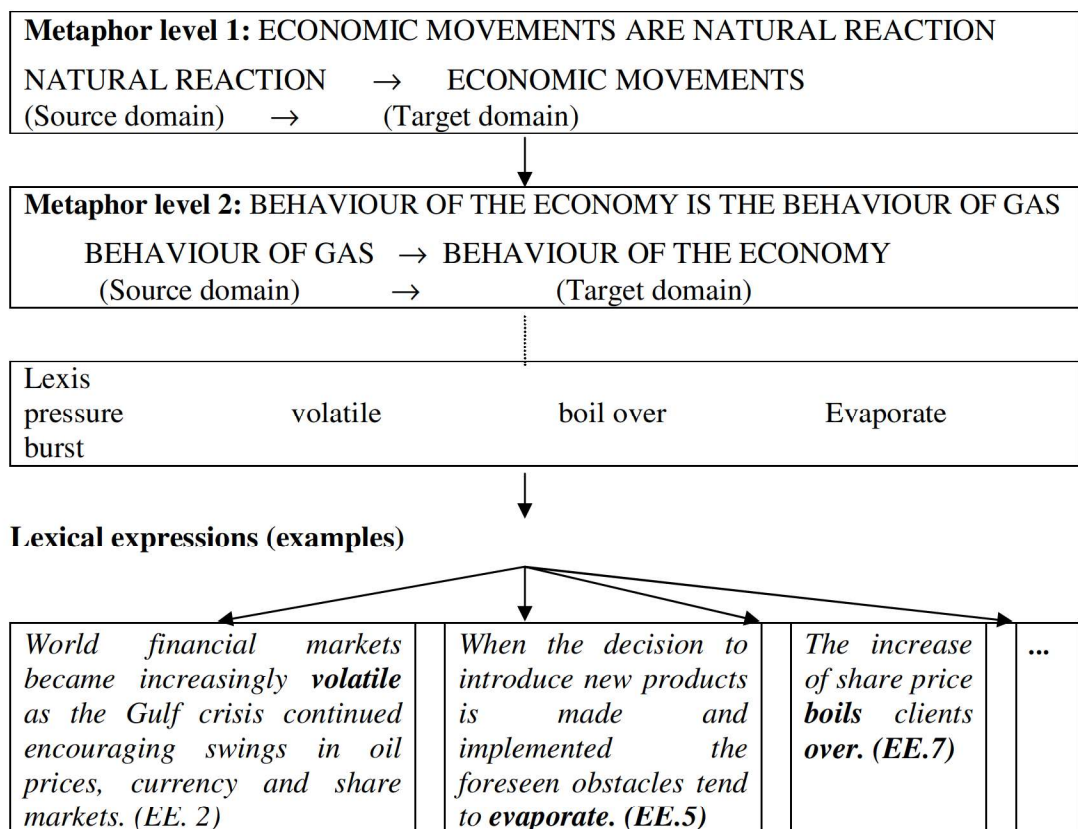 Metaphor level 1: ECONOMIC MOVEMENTS ARE NATURAL REACTION
NATURAL REACTION → ECONOMIC MOVEMENTS
(Source domain) → (Target domain)
Metaphor level 2: BEHAVIOUR OF THE ECONOMY IS THE BEHAVIOUR OF GAS
BEHAVIOUR OF GAS → BEHAVIOUR OF THE ECONOMY
(Source domain) → (Target domain)
Lexis
pressure volatile boil over Evaporate
burst
Lexical expressions (examples)
World financial markets
became increasingly volatile
as the Gulf crisis continued
encouraging swings in oil
prices, currency and share
markets. (EE. 2)
When the decision to
introduce new products
is made and
implemented the
foreseen obstacles tend
to evaporate. (EE.5)
The increase
of share price
boils clients
over. (EE.7)
...